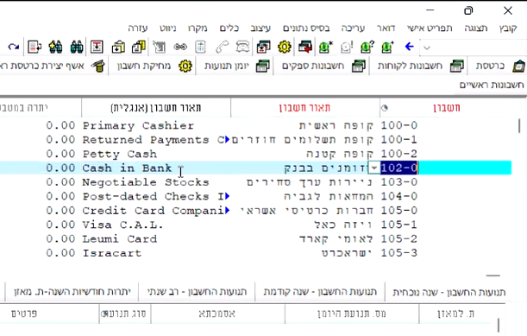 קובץ תצוגה תפריט אישי דואר עריכה בסיס נתונים עיצוב כלים מקרו ניווט עזרה
כרטסת חשבונות לקוחות חשבונות ספקים יומן תנועות מחיקת חשבון אשף יצירת כרטסת
חשבונות ראשיים
חשבון תאור חשבון תאור חשבון (אנגלית) יתרה במטבע
100-0 קופה ראשית Primary Cashier 0.00
100-1 קופה תשלומים חוזרים Returned Payments C 0.00
100-2 קופה קטנה Petty Cash 0.00
102-0 זומנים בבנק Cash in Bank 0.00
103-0 ניירות ערך סחירים Negotiable Stocks 0.00
104-0 המחאות לגביה Post-dated Checks I 0.00
105-0 חברות כרטיסי אשראי Credit Card Compani 0.00
105-1 ויזה כאל Visa C.A.L. 0.00
105-2 לאומי קארד Leumi Card 0.00
105-3 ישראכרט Isracart 0.00
תנועות החשבון - שנה נוכחית תנועות החשבון - שנה קודמת תנועות החשבון - רב שנתי יתרות חודשיות השנה-ת. מאזן
ת. למאזן מס. תנועת היומן אסמכתא סוג תנועה פרטים